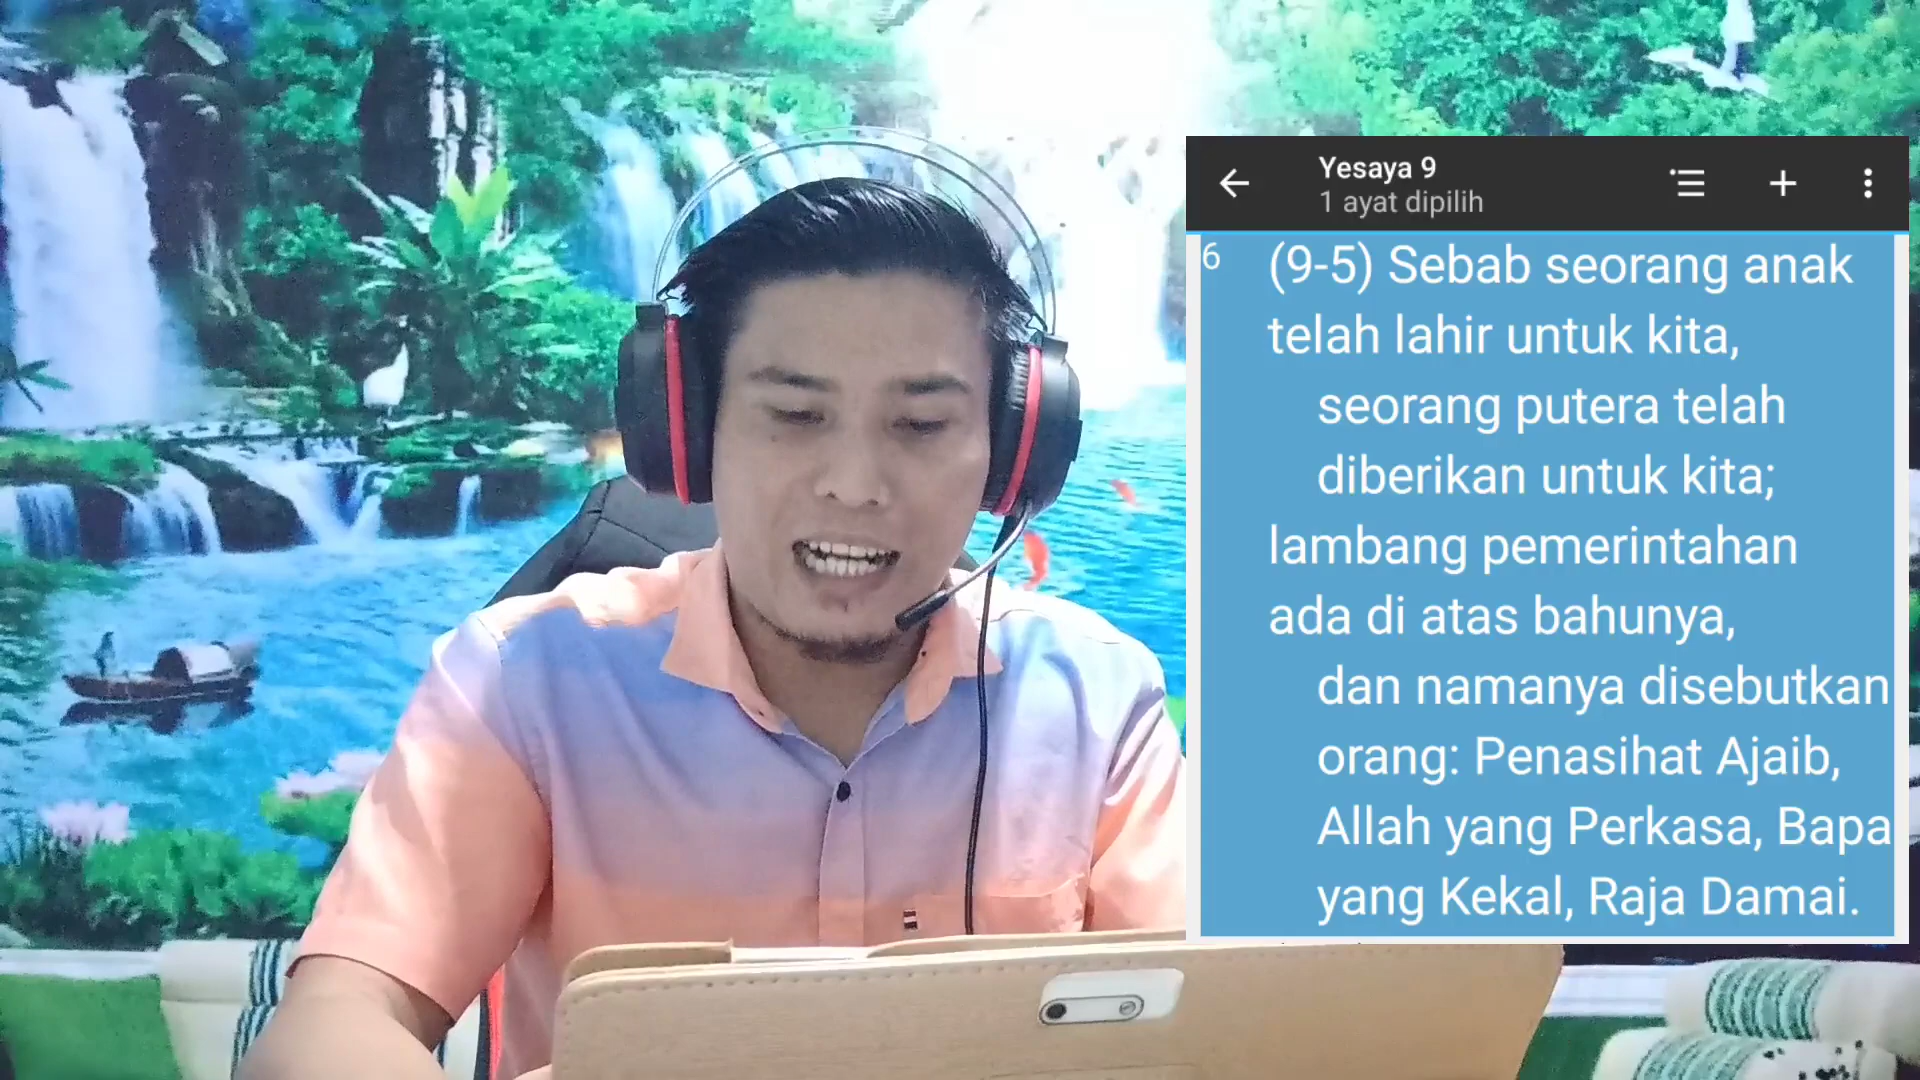 Yesaya 9
1 ayat dipilih
6 (9-5) Sebab seorang anak
telah lahir untuk kita,
seorang putera telah
diberikan untuk kita;
lambang pemerintahan
ada di atas bahunya,
dan namanya disebutkan
orang: Penasihat Ajaib,
Allah yang Perkasa, Bapa
yang Kekal, Raja Damai.